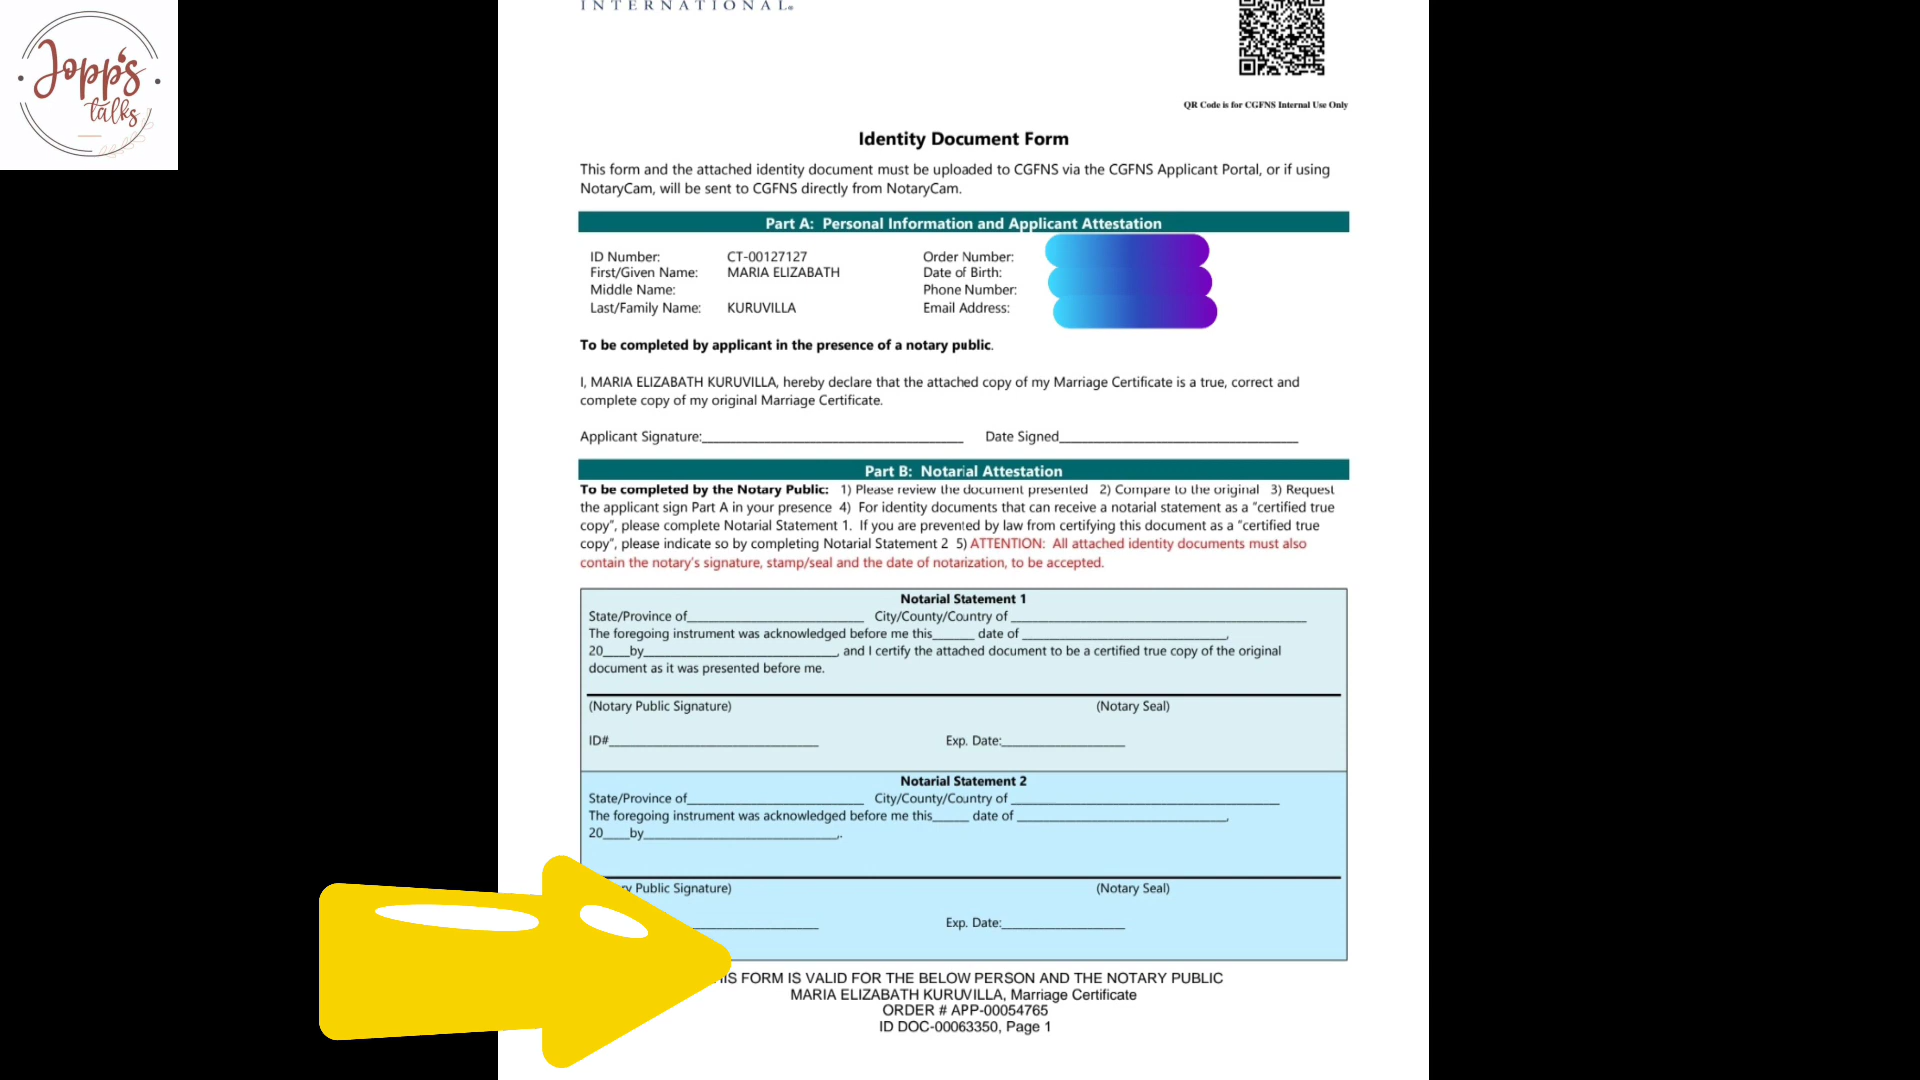 Jopp's
talks
INTERNATIONAL®
QR Code is for CGFNS Internal Use Only
Identity Document Form
This form and the attached identity document must be uploaded to CGFNS via the CGFNS Applicant Portal, or if using
NotaryCam, will be sent to CGFNS directly from NotaryCam.
Part A: Personal Information and Applicant Attestation
ID Number: CT-00127127 Order Number:
First/Given Name: MARIA ELIZABATH Date of Birth:
Middle Name: Phone Number:
Last/Family Name: KURUVILLA Email Address:
To be completed by applicant in the presence of a notary public.
I, MARIA ELIZABATH KURUVILLA, hereby declare that the attached copy of my Marriage Certificate is a true, correct and
complete copy of my original Marriage Certificate.
Applicant Signature:____________________ Date Signed____________________
Part B: Notarial Attestation
To be completed by the Notary Public: 1) Please review the document presented 2) Compare to the original 3) Request
the applicant sign Part A in your presence 4) For identity documents that can receive a notarial statement as a "certified true
copy", please complete Notarial Statement 1. If you are prevented by law from certifying this document as a "certified true
copy", please indicate so by completing Notarial Statement 2 5) ATTENTION: All attached identity documents must also
contain the notary's signature, stamp/seal and the date of notarization, to be accepted.
Notarial Statement 1
State/Province of____________________ City/County/Country of ____________________
The foregoing instrument was acknowledged before me this______ date of ____________________,
20____by____________________, and I certify the attached document to be a certified true copy of the original
document as it was presented before me.
(Notary Public Signature) (Notary Seal)
ID#____________________ Exp. Date:____________________
Notarial Statement 2
State/Province of____________________ City/County/Country of ____________________
The foregoing instrument was acknowledged before me this_____ date of ____________________,
20____by____________________,.
Public Signature) (Notary Seal)
Exp. Date:____________________
FORM IS VALID FOR THE BELOW PERSON AND THE NOTARY PUBLIC
MARIA ELIZABATH KURUVILLA, Marriage Certificate
ORDER # APP-00054765
ID DOC-00063350, Page 1